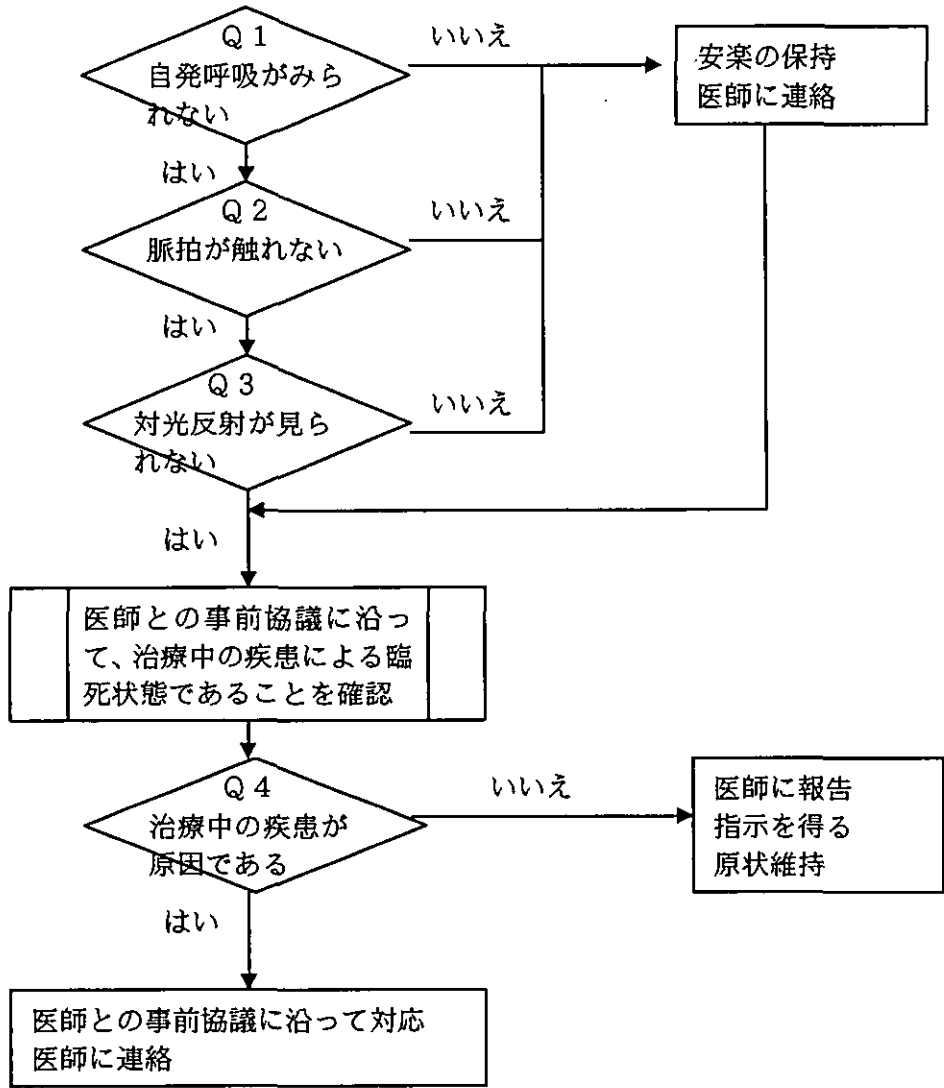 Q1
自発呼吸がみら
れない
いいえ
安楽の保持
医師に連絡
はい
Q2
脈拍が触れない
いいえ
はい
Q3
対光反射が見ら
れない
いいえ
はい
医師との事前協議に沿っ
て、治療中の疾患による臨
死状態であることを確認
Q4
治療中の疾患が
原因である
いいえ
医師に報告
指示を得る
原状維持
はい
医師との事前協議に沿って対応
医師に連絡